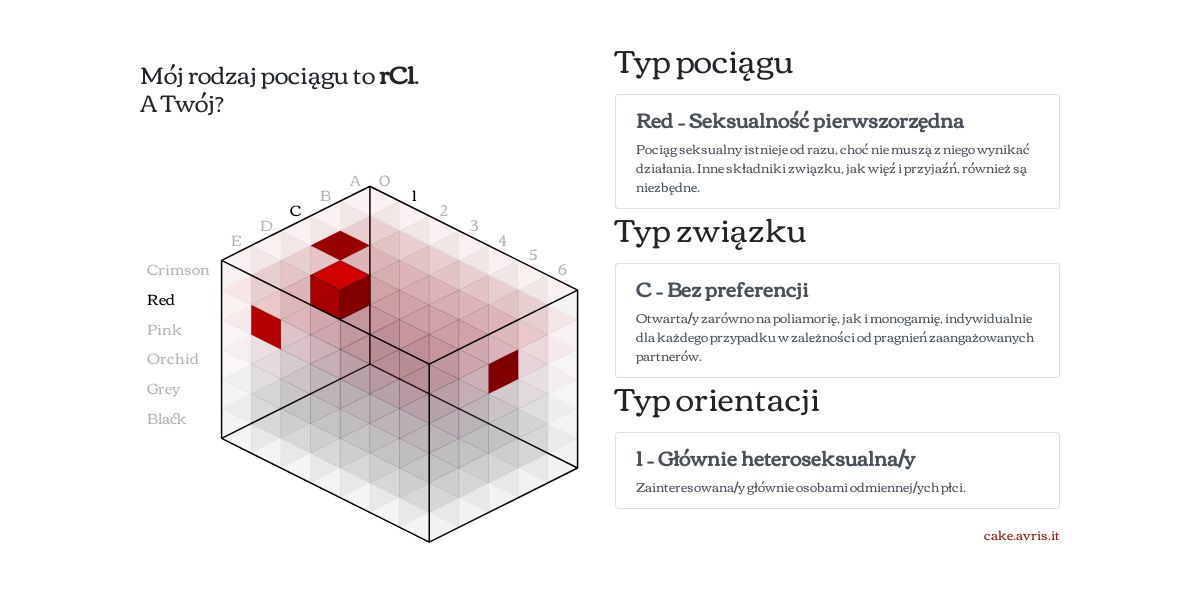 Mój rodzaj pociągu to rC1.
A Twój?
A
B
C
D
E
0
1
2
3
4
5
6
Crimson
Red
Pink
Orchid
Grey
Black
Typ pociągu
Red – Seksualność pierwszorzędna
Pociąg seksualny istnieje od razu, choć nie muszą z niego wynikać
działania. Inne składniki związku, jak więź i przyjaźń, również są
niezbędne.
Typ związku
C – Bez preferencji
Otwarta/y zarówno na poliamorię, jak i monogamię, indywidualnie
dla każdego przypadku w zależności od pragnień zaangażowanych
partnerów.
Typ orientacji
1 – Głównie heteroseksualna/y
Zainteresowana/y głównie osobami odmiennej/ych płci.
cake.avris.it